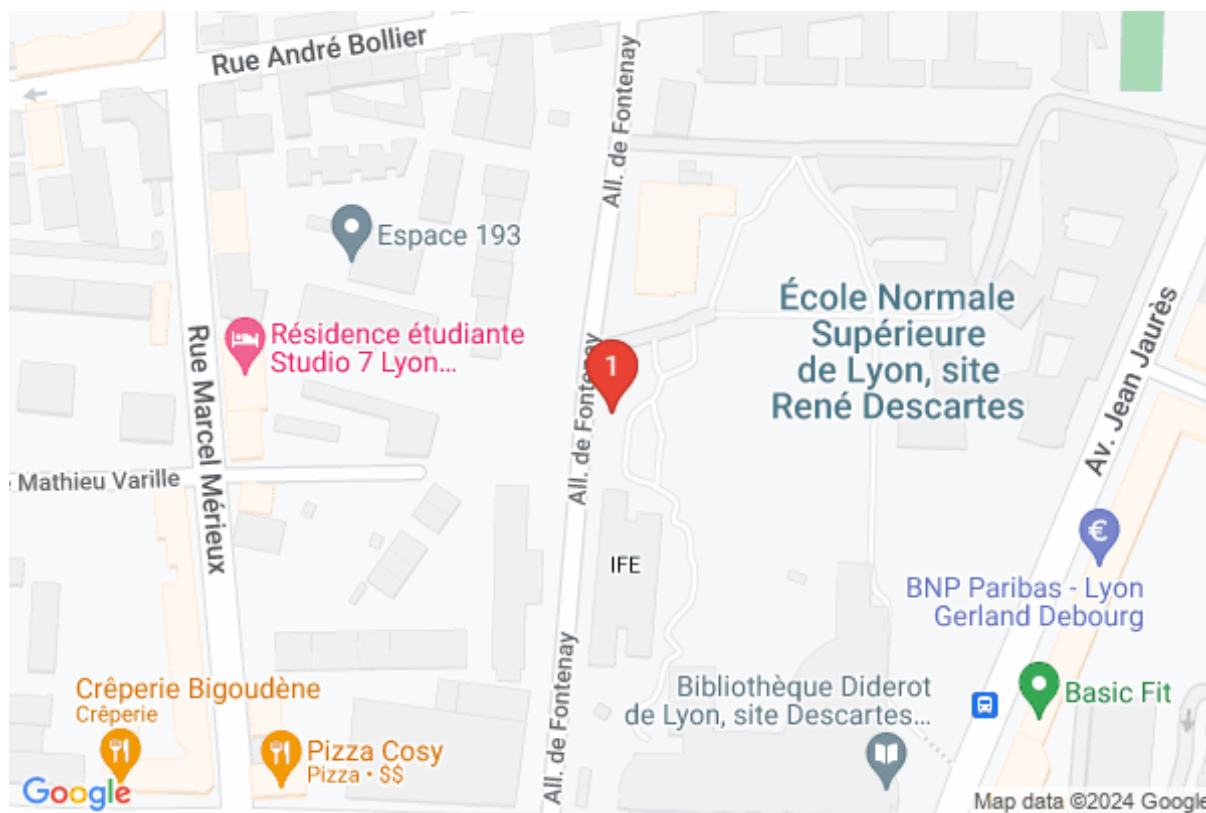 Rue André Bollier
All. de Fontenay
Espace 193
École Normale
Supérieure
de Lyon, site
René Descartes
Résidence étudiante
Studio 7 Lyon...
All. de Fontenay
1
Rue Marcel Mérieux
Av. Jean Jaurès
Mathieu Varille
IFE
€
BNP Paribas - Lyon
Gerland Debourg
All. de Fontenay
Bibliothèque Diderot
de Lyon, site Descartes...
Basic Fit
Crêperie Bigoudène
Crêperie
Pizza Cosy
Pizza • $$
Google
Map data ©2024 Google